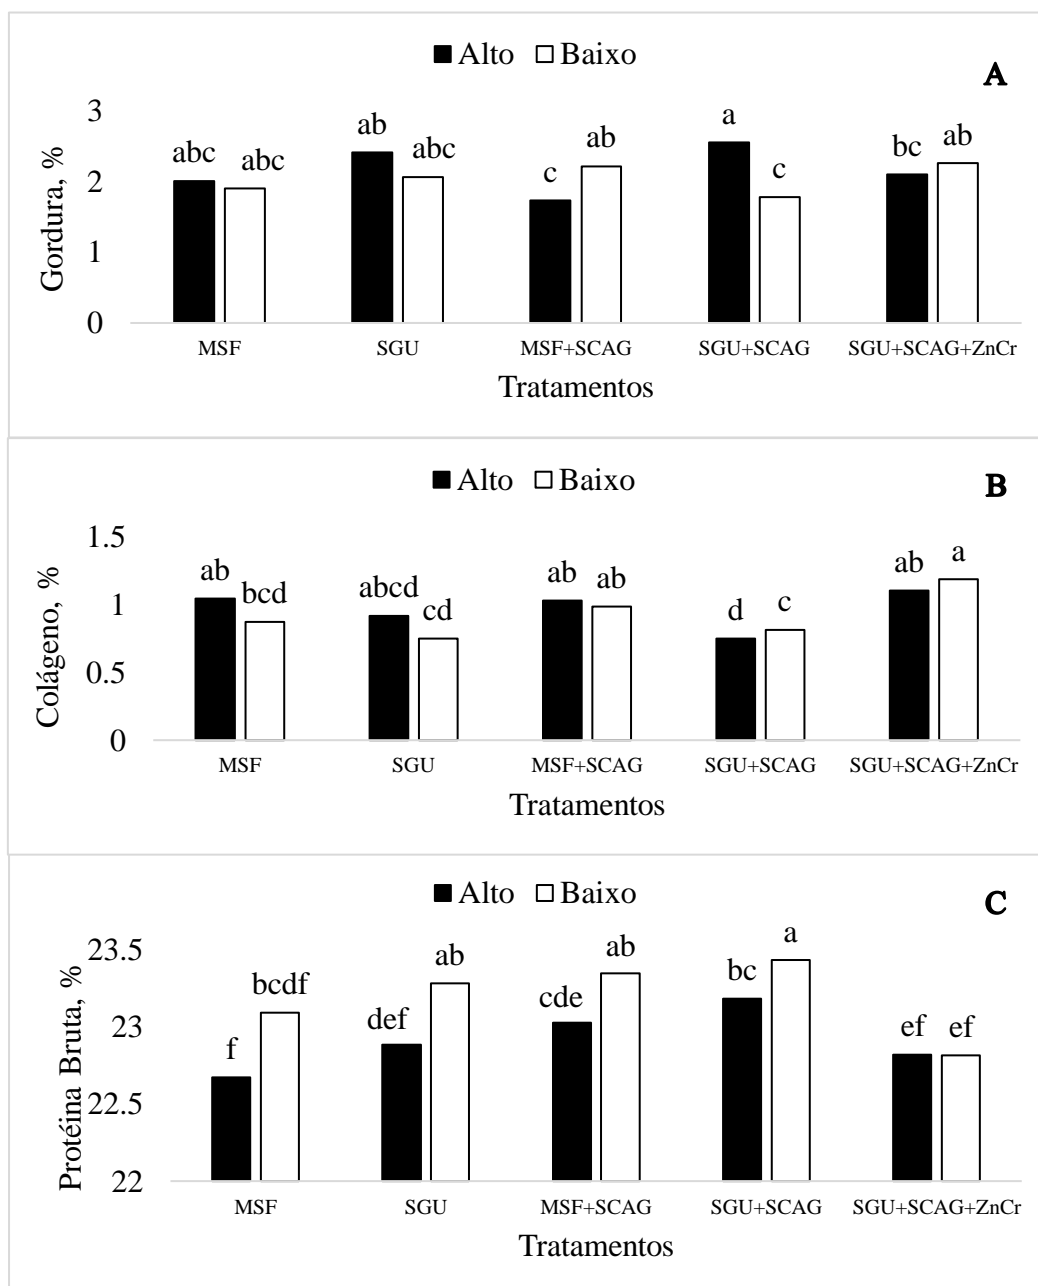 Alto Baixo
A
Gordura, %
3
2
1
0
abc abc ab abc c ab a c bc ab
MSF SGU MSF+SCAG SGU+SCAG SGU+SCAG+ZnCr
Tratamentos
Alto Baixo
B
Colágeno, %
1.5
1
0.5
0
ab bcd abcd cd ab ab d c ab a
MSF SGU MSF+SCAG SGU+SCAG SGU+SCAG+ZnCr
Tratamentos
Alto Baixo
C
Protëina Bruta, %
23.5
23
22.5
22
f bcdf def ab cde ab bc a ef ef
MSF SGU MSF+SCAG SGU+SCAG SGU+SCAG+ZnCr
Tratamentos